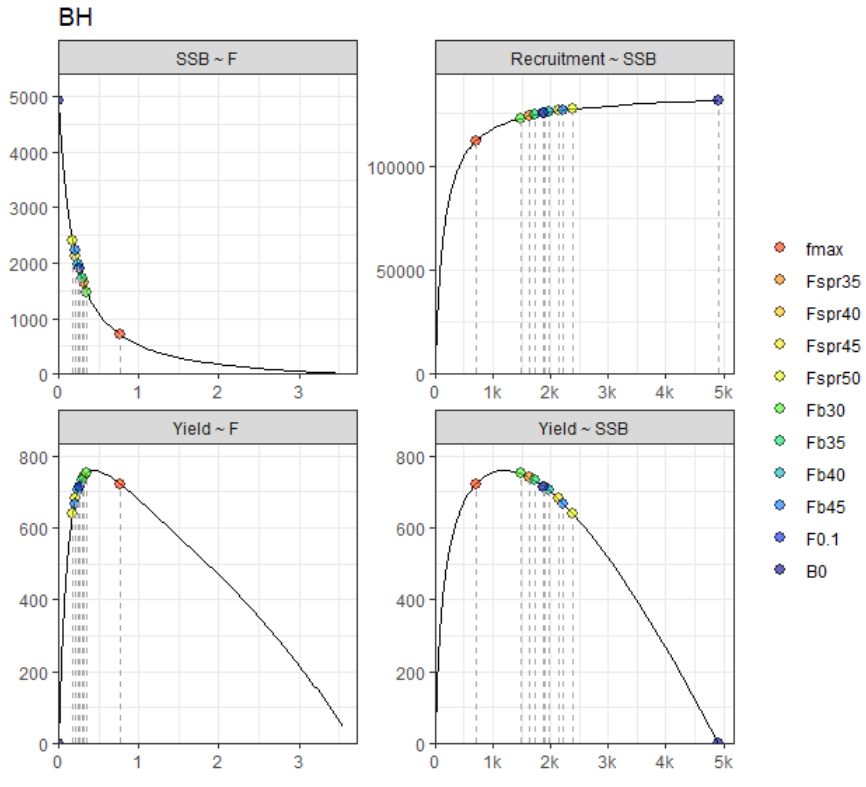 BH
SSB ~ F
Recruitment ~ SSB
5000
4000
3000
2000
1000
0
0 1 2 3
100000
50000
0
0 1k 2k 3k 4k 5k
Yield ~ F
Yield ~ SSB
800
600
400
200
0
0 1 2 3
800
600
400
200
0
0 1k 2k 3k 4k 5k
fmax
Fspr35
Fspr40
Fspr45
Fspr50
Fb30
Fb35
Fb40
Fb45
F0.1
B0